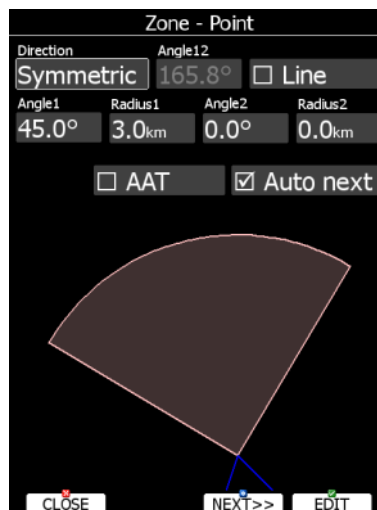 Zone - Point
Direction Angle12
Symmetric 165.8° Line
Angle1 Radius1 Angle2 Radius2
45.0° 3.0km 0.0° 0.0km
AAT Auto next
CLOSE NEXT>> EDIT